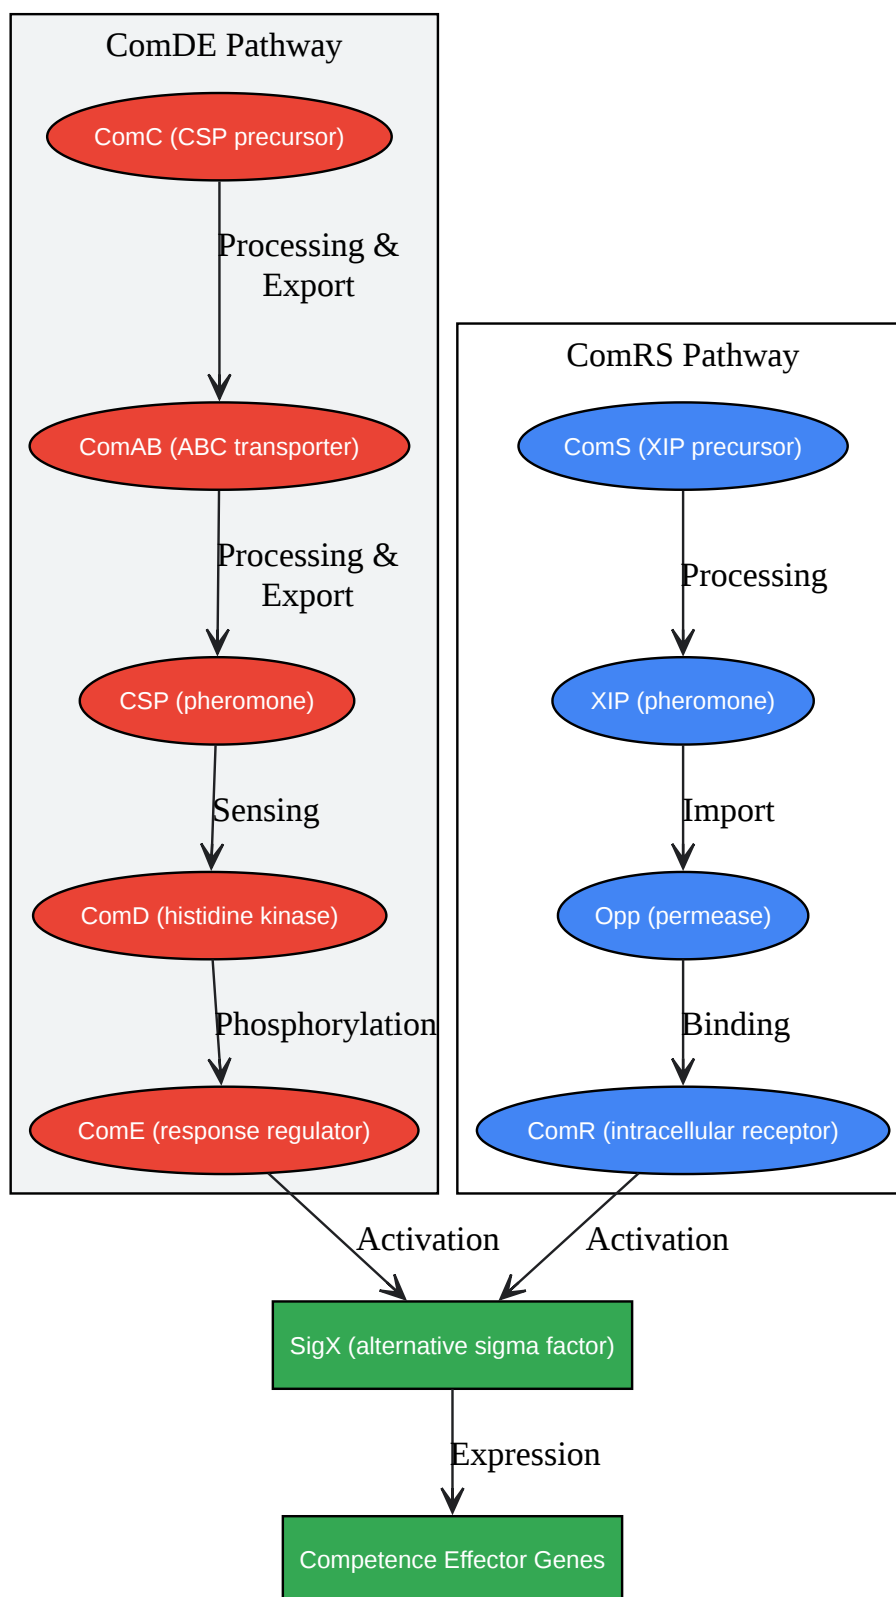 ComDE Pathway
ComC (CSP precursor)
Processing &
Export
ComAB (ABC transporter)
Processing &
Export
CSP (pheromone)
Sensing
ComD (histidine kinase)
Phosphorylation
ComE (response regulator)
ComRS Pathway
ComS (XIP precursor)
Processing
XIP (pheromone)
Import
Opp (permease)
Binding
ComR (intracellular receptor)
Activation
Activation
SigX (alternative sigma factor)
Expression
Competence Effector Genes